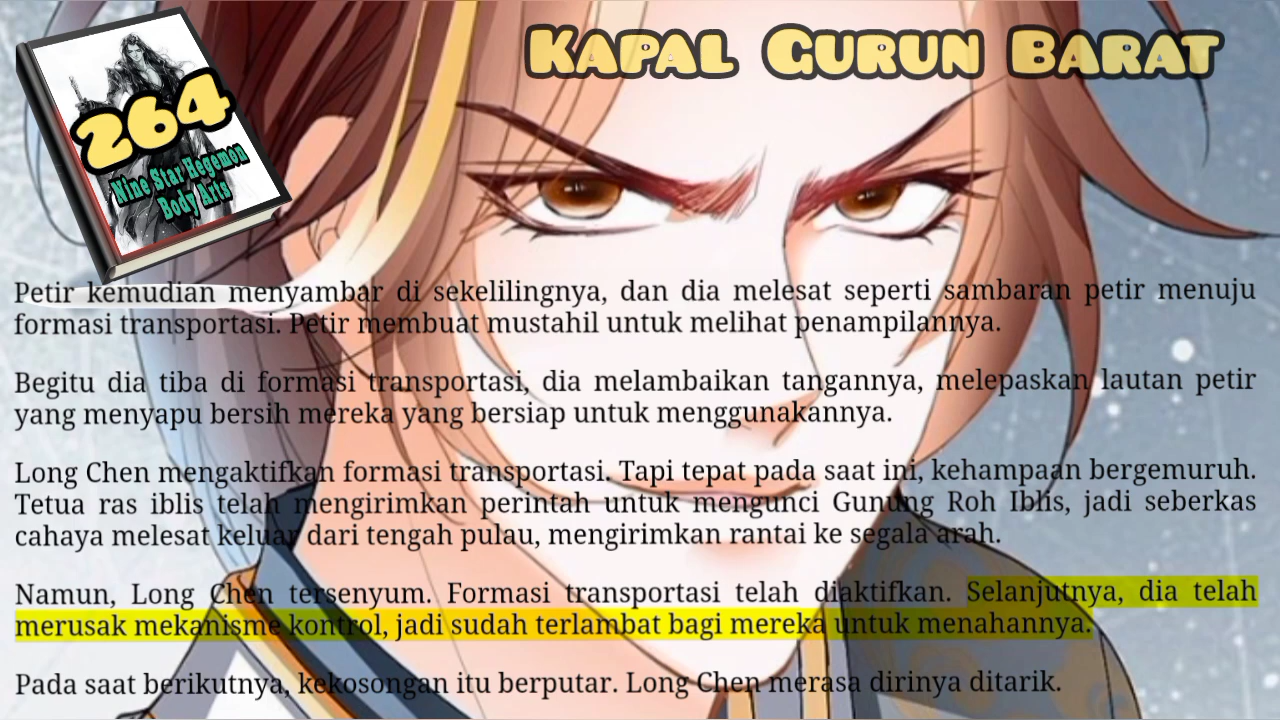 KAPAL GURUN BARAT
264
Nine Star Hegemon
Body Arts
Petir kemudian menyambar di sekelilingnya, dan dia melesat seperti sambaran petir menuju
formasi transportasi. Petir membuat mustahil untuk melihat penampilannya.
Begitu dia tiba di formasi transportasi, dia melambaikan tangannya, melepaskan lautan petir
yang menyapu bersih mereka yang bersiap untuk menggunakannya.
Long Chen mengaktifkan formasi transportasi. Tapi tepat pada saat ini, kehampaan bergemuruh.
Tetua ras iblis telah mengirimkan perintah untuk mengunci Gunung Roh Iblis, jadi seberkas
cahaya melesat keluar dari tengah pulau, mengirimkan rantai ke segala arah.
Namun, Long Chen tersenyum. Formasi transportasi telah diaktifkan. Selanjutnya, dia telah
merusak mekanisme kontrol, jadi sudah terlambat bagi mereka untuk menahannya.
Pada saat berikutnya, kekosongan itu berputar. Long Chen merasa dirinya ditarik.